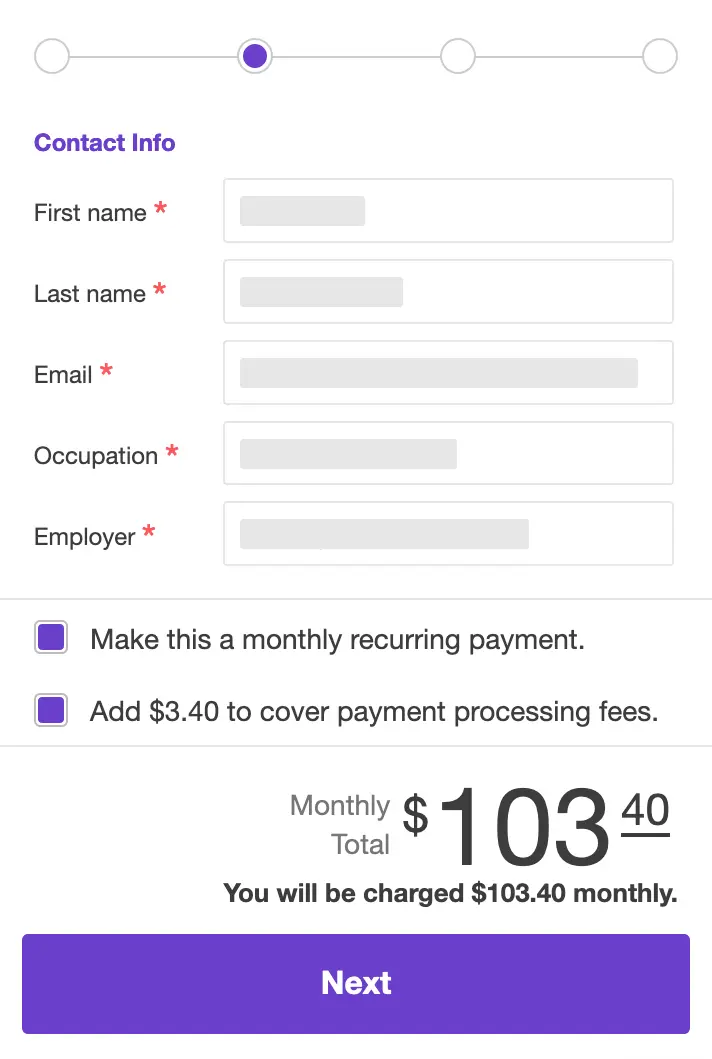 Contact Info
First name *
Last name *
Email *
Occupation *
Employer *
Make this a monthly recurring payment.
Add $3.40 to cover payment processing fees.
Monthly
Total
$103 40
You will be charged $103.40 monthly.
Next